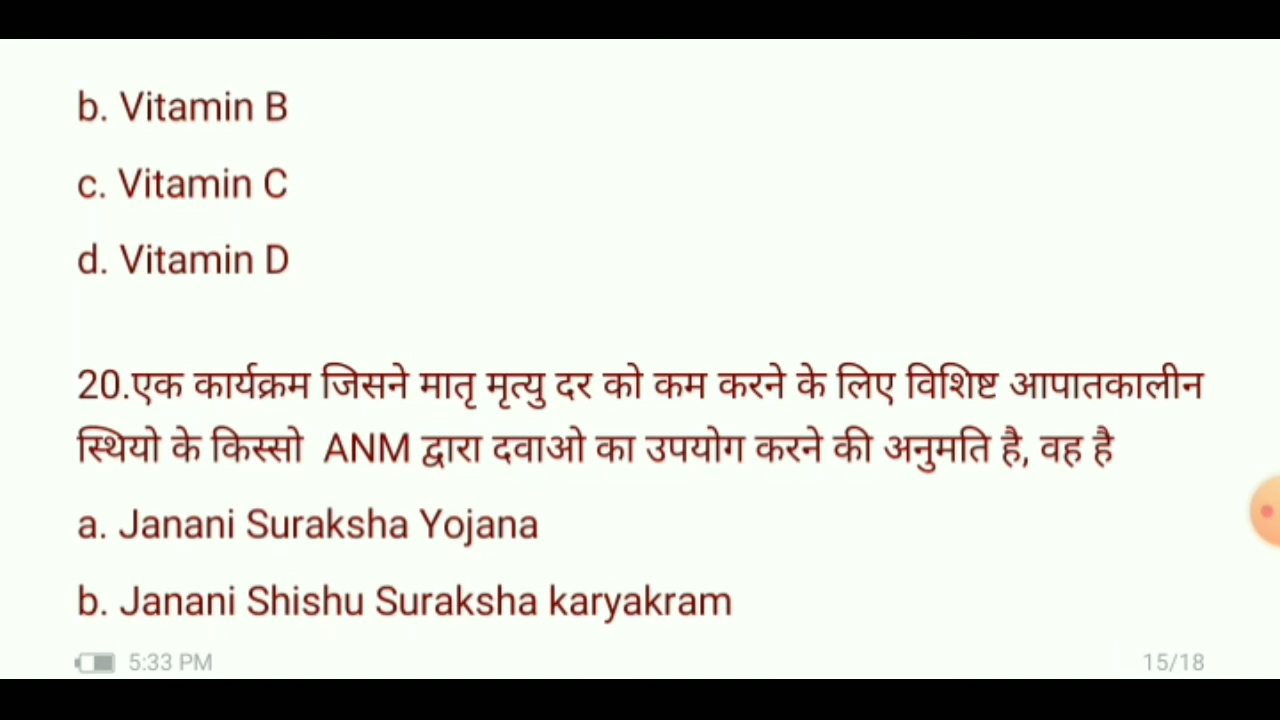 b. Vitamin B
c. Vitamin C
d. Vitamin D
20.एक कार्यक्रम जिसने मातृ मृत्यु दर को कम करने के लिए विशिष्ट आपातकालीन
स्थियो के किस्सो ANM द्वारा दवाओ का उपयोग करने की अनुमति है, वह है
a. Janani Suraksha Yojana
b. Janani Shishu Suraksha karyakram
5:33 PM 15/18